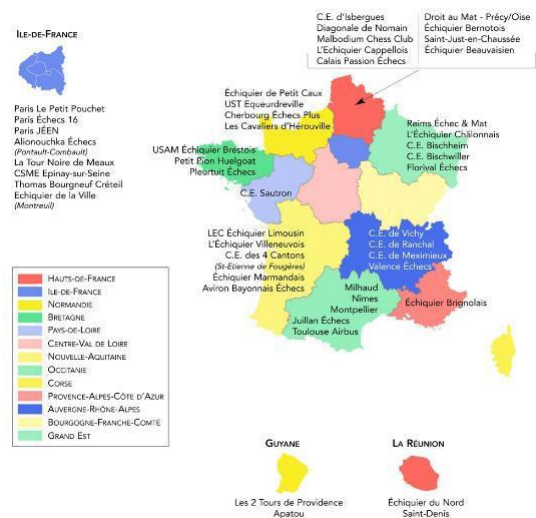 ILE-DE-FRANCE
Paris Le Petit Pouchet
Paris Échecs 16
Paris JÉEN
Alionouchka Échecs
(Pontault-Combault)
La Tour Noire de Meaux
CSME Epinay-sur-Seine
Thomas Bourgneuf Créteil
Echiquier de la Ville
(Montreuil)
C.E. d'Isbergues
Diagonale de Nomain
Malbodium Chess Club
L'Echiquier Cappellois
Calais Passion Échecs
Droit au Mat - Précy/Oise
Échiquier Bernotois
Saint-Just-en-Chaussée
Échiquier Beauvaisien
Échiquier de Petit Caux
UST Equeurdreville
Cherbourg Échecs Plus
Les Cavaliers d'Hérouville
Reims Échec & Mat
L'Échiquier Châlonnais
C.E. Bischheim
C.E. Bischwiller
Florival Échecs
USAM Échiquier Brestois
Petit Pion Huelgoat
Pleurtuit Échecs
C.E. Sautron
LEC Échiquier Limousin
L'Échiquier Villeneuvois
C.E. des 4 Cantons
(St-Etienne de Fougères)
Échiquier Marmandais
Aviron Bayonnais Échecs
C.E. de Vichy
C.E. de Ranchal
C.E. de Meximieux
Valence Échecs
Milhaud
Nîmes
Montpellier
Juillan Échecs
Toulouse Airbus
Échiquier Brignolais
HAUTS-DE-FRANCE
ILE-DE-FRANCE
NORMANDIE
BRETAGNE
PAYS-DE-LOIRE
CENTRE-VAL DE LOIRE
NOUVELLE-AQUITAINE
OCCITANIE
CORSE
PROVENCE-ALPES-CÔTE D'AZUR
AUVERGNE-RHÔNE-ALPES
BOURGOGNE-FRANCHE-COMTÉ
GRAND EST
GUYANE
Les 2 Tours de Providence
Apatou
LA RÉUNION
Échiquier du Nord
Saint-Denis